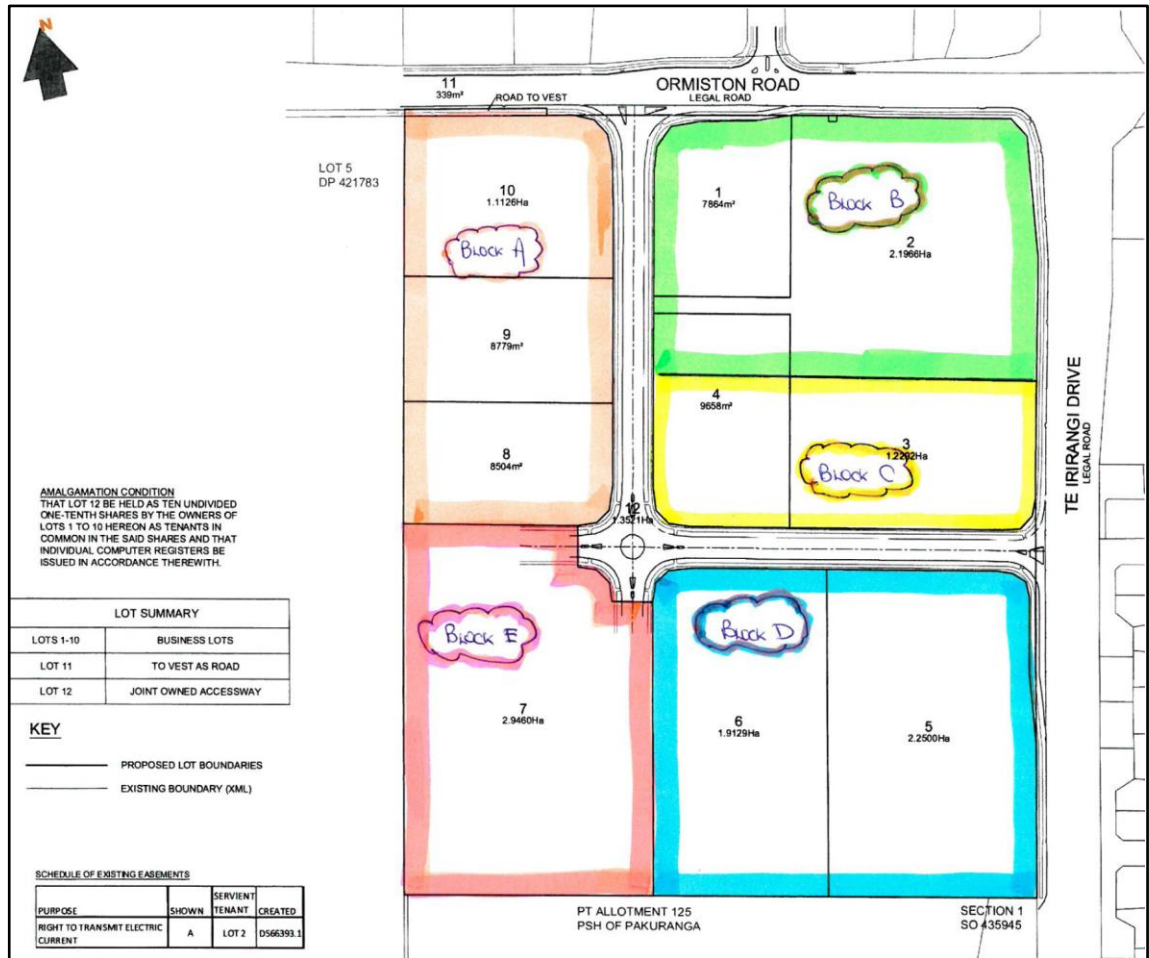 N
11
339m²
ROAD TO VEST
ORMISTON ROAD
LEGAL ROAD
LOT 5
DP 421783
10
1.1126Ha
BLOCK A
1
7864m²
BLOCK B
2
2.1966Ha
9
8779m²
8
8504m²
4
9658m²
3
BLOCK C
TE IRIRANGI DRIVE
LEGAL ROAD
12
1.3521Ha
AMALGAMATION CONDITION
THAT LOT 12 BE HELD AS TEN UNDIVIDED
ONE-TENTH SHARES BY THE OWNERS OF
LOTS 1 TO 10 HEREON AS TENANTS IN
COMMON IN THE SAID SHARES AND THAT
INDIVIDUAL COMPUTER REGISTERS BE
ISSUED IN ACCORDANCE THEREWITH.
LOT SUMMARY
LOTS 1-10 BUSINESS LOTS
LOT 11 TO VEST AS ROAD
LOT 12 JOINT OWNED ACCESSWAY
KEY
PROPOSED LOT BOUNDARIES
EXISTING BOUNDARY (XML)
BLOCK E
7
2.9460Ha
BLOCK D
6
1.9129Ha
5
2.2500Ha
SCHEDULE OF EXISTING EASEMENTS
PURPOSE SHOWN SERVIENT TENANT CREATED
RIGHT TO TRANSMIT ELECTRIC CURRENT A LOT 2 D566393.1
PT ALLOTMENT 125
PSH OF PAKURANGA
SECTION 1
SO 435945